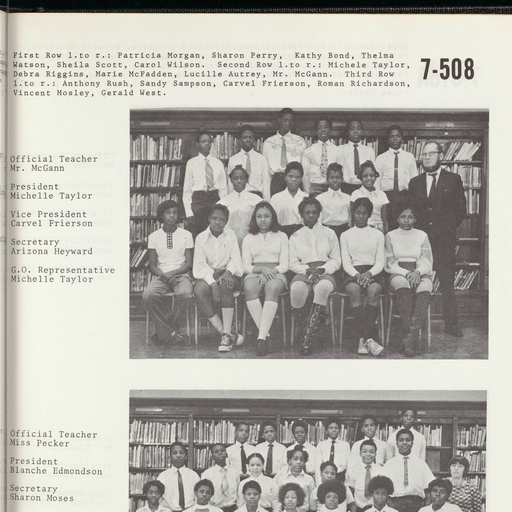 First Row l.to r.: Patricia Morgan, Sharon Perry, Kathy Bond, Thelma
Watson, Sheila Scott, Carol Wilson. Second Row l.to r.: Michele Taylor,
Debra Riggins, Marie McFadden, Lucille Autrey, Mr. McGann. Third Row
l.to r.: Anthony Rush, Sandy Sampson, Carvel Frierson, Roman Richardson,
Vincent Mosley, Gerald West.
7-508
Official Teacher
Mr. McGann
President
Michelle Taylor
Vice President
Carvel Frierson
Secretary
Arizona Heyward
G.O. Representative
Michelle Taylor
Official Teacher
Miss Pecker
President
Blanche Edmondson
Secretary
Sharon Moses